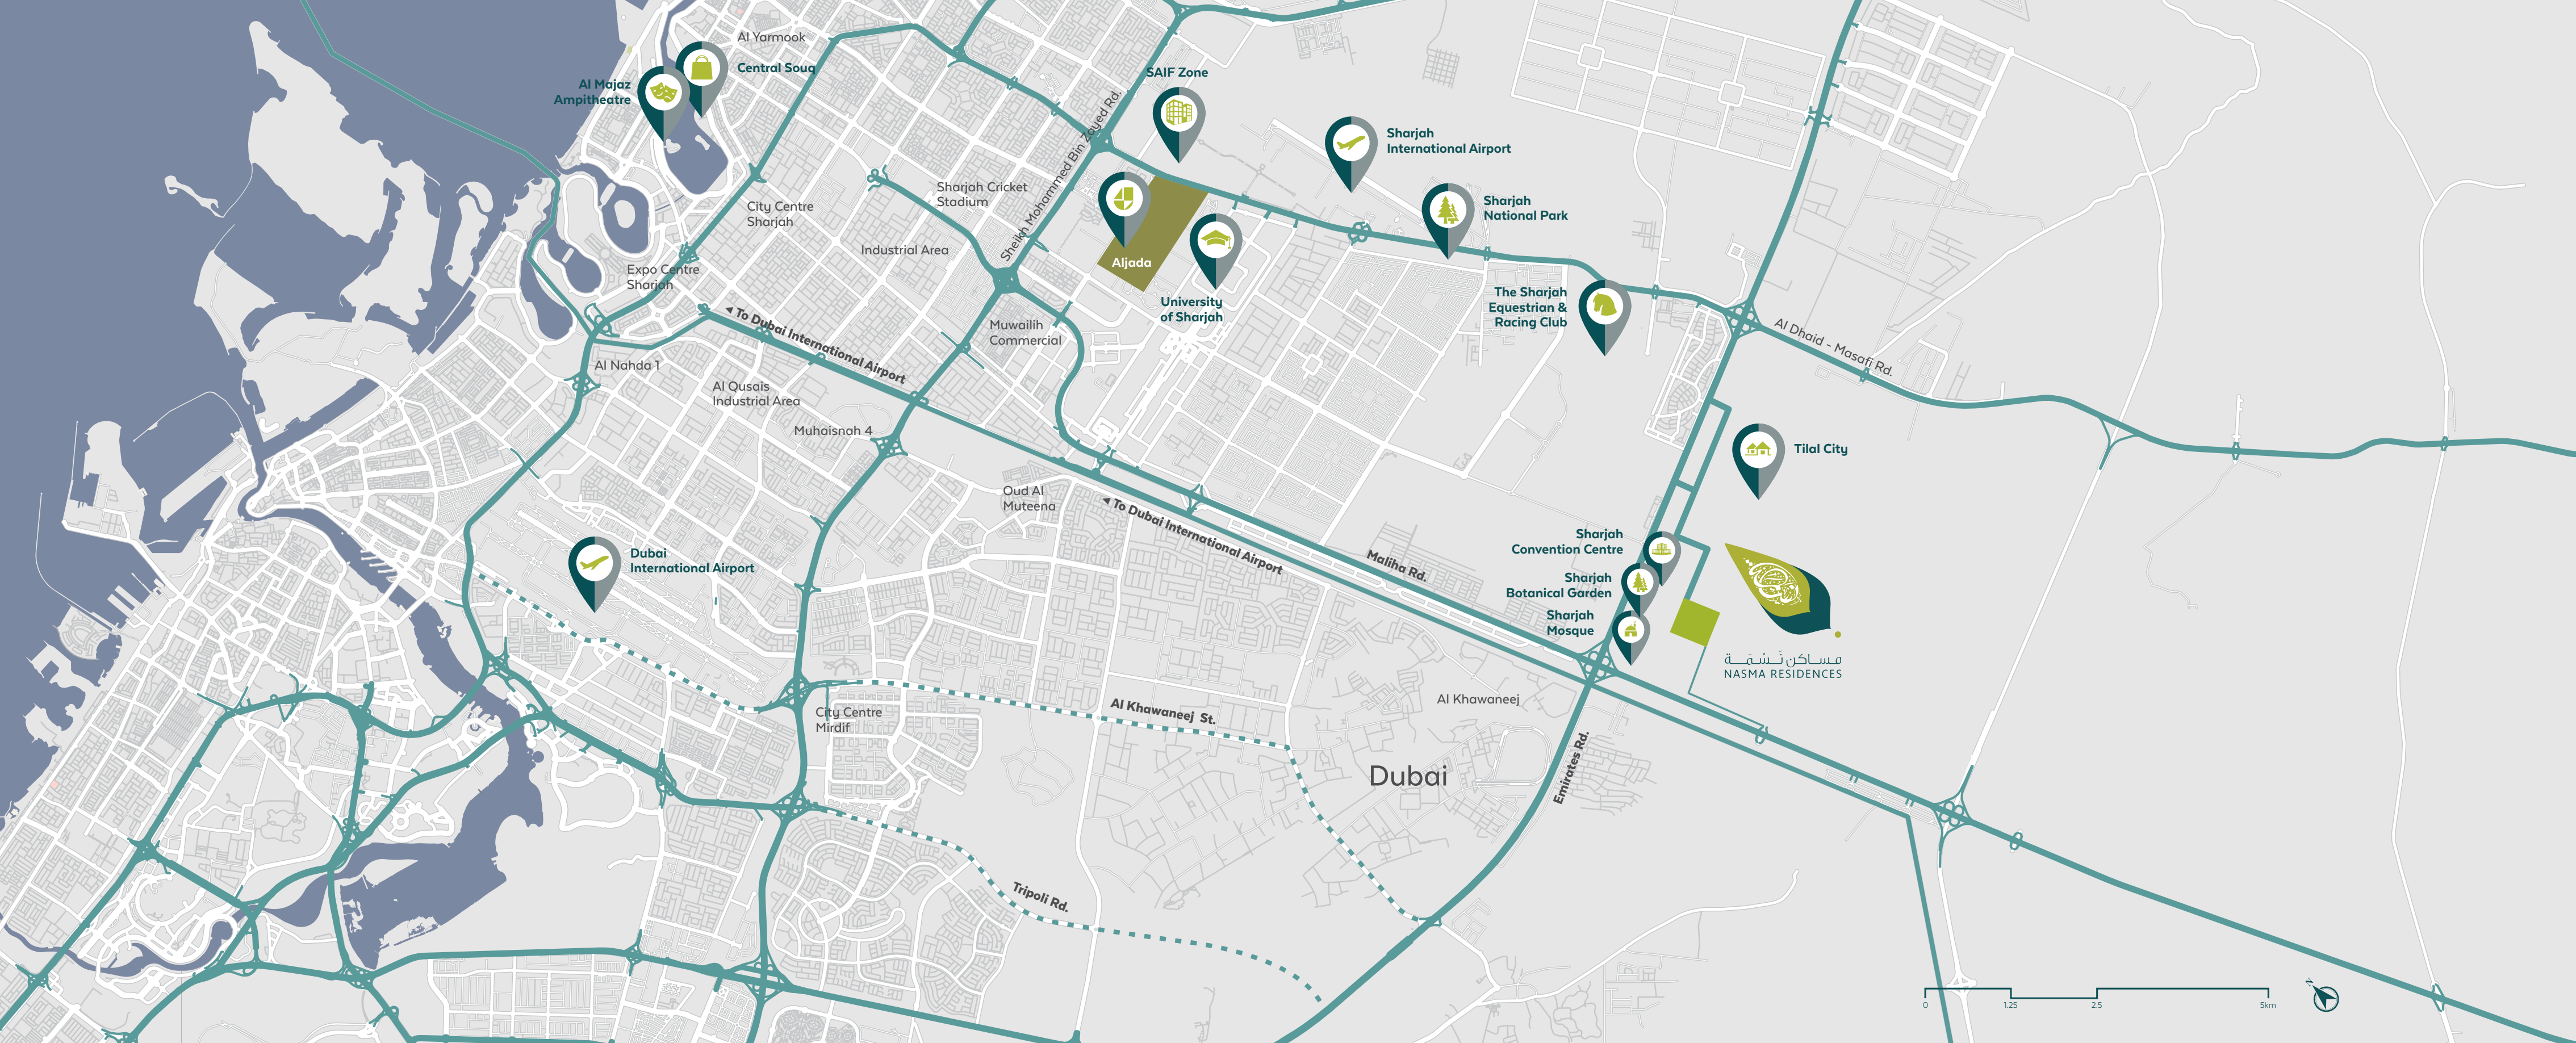 Al Yarmook
Central Souq
Al Majaz
Ampitheatre
SAIF Zone
Sheikh Mohammed Bin Zayed Rd.
Sharjah
International Airport
Sharjah
National Park
Sharjah Cricket
Stadium
City Centre
Sharjah
Industrial Area
Expo Centre
Sharjah
Aljada
University
of Sharjah
The Sharjah
Equestrian &
Racing Club
Al Dhaid - Masafi Rd.
◀ To Dubai International Airport
Muwailih
Commercial
Al Nahda 1
Al Qusais
Industrial Area
Muhaisnah 4
Tilal City
Oud Al
Muteena
◀ To Dubai International Airport
Maliha Rd.
Sharjah
Convention Centre
Sharjah
Botanical Garden
Sharjah
Mosque
Dubai
International Airport
مساكن نَسْمَة
NASMA RESIDENCES
Al Khawaneej
City Centre
Mirdif
Al Khawaneej St.
Emirates Rd.
Dubai
Tripoli Rd.
0 1.25 2.5 5km
N